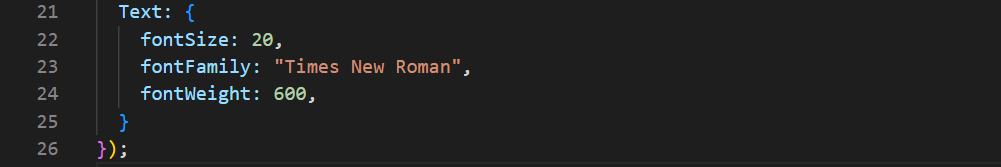 21 Text: {
22 fontSize: 20,
23 fontFamily: "Times New Roman",
24 fontWeight: 600,
25 }
26 });